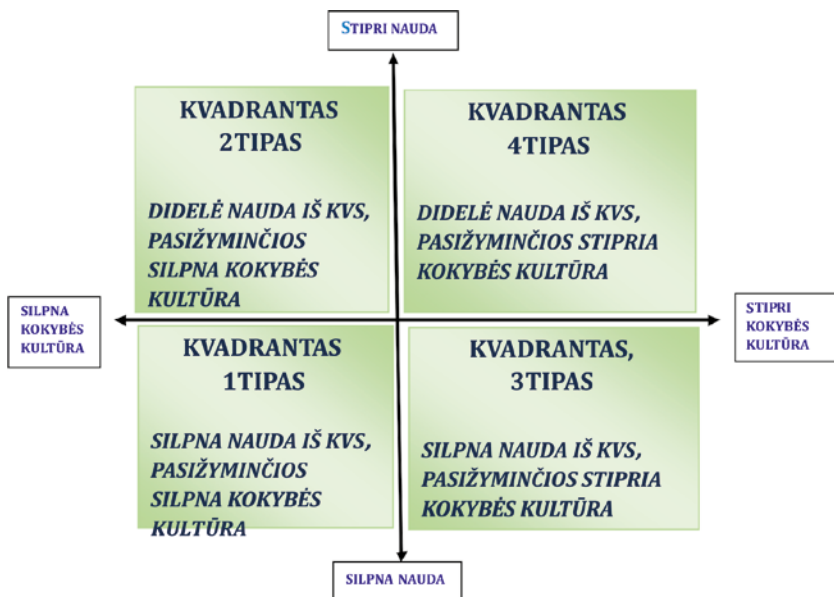 STIPRI NAUDA
KVADRANTAS
2TIPAS
DIDELĖ NAUDA IŠ KVS,
PASIŽYMINČIOS
SILPNA KOKYBĖS
KULTŪRA
KVADRANTAS
4TIPAS
DIDELĖ NAUDA IŠ KVS,
PASIŽYMINČIOS STIPRIA
KOKYBĖS KULTŪRA
SILPNA
KOKYBĖS
KULTŪRA
STIPRI
KOKYBĖS
KULTŪRA
KVADRANTAS
1TIPAS
SILPNA NAUDA IŠ KVS,
PASIŽYMINČIOS
SILPNA KOKYBĖS
KULTŪRA
KVADRANTAS,
3TIPAS
SILPNA NAUDA IŠ KVS,
PASIŽYMINČIOS STIPRIA
KOKYBĖS KULTŪRA
SILPNA NAUDA